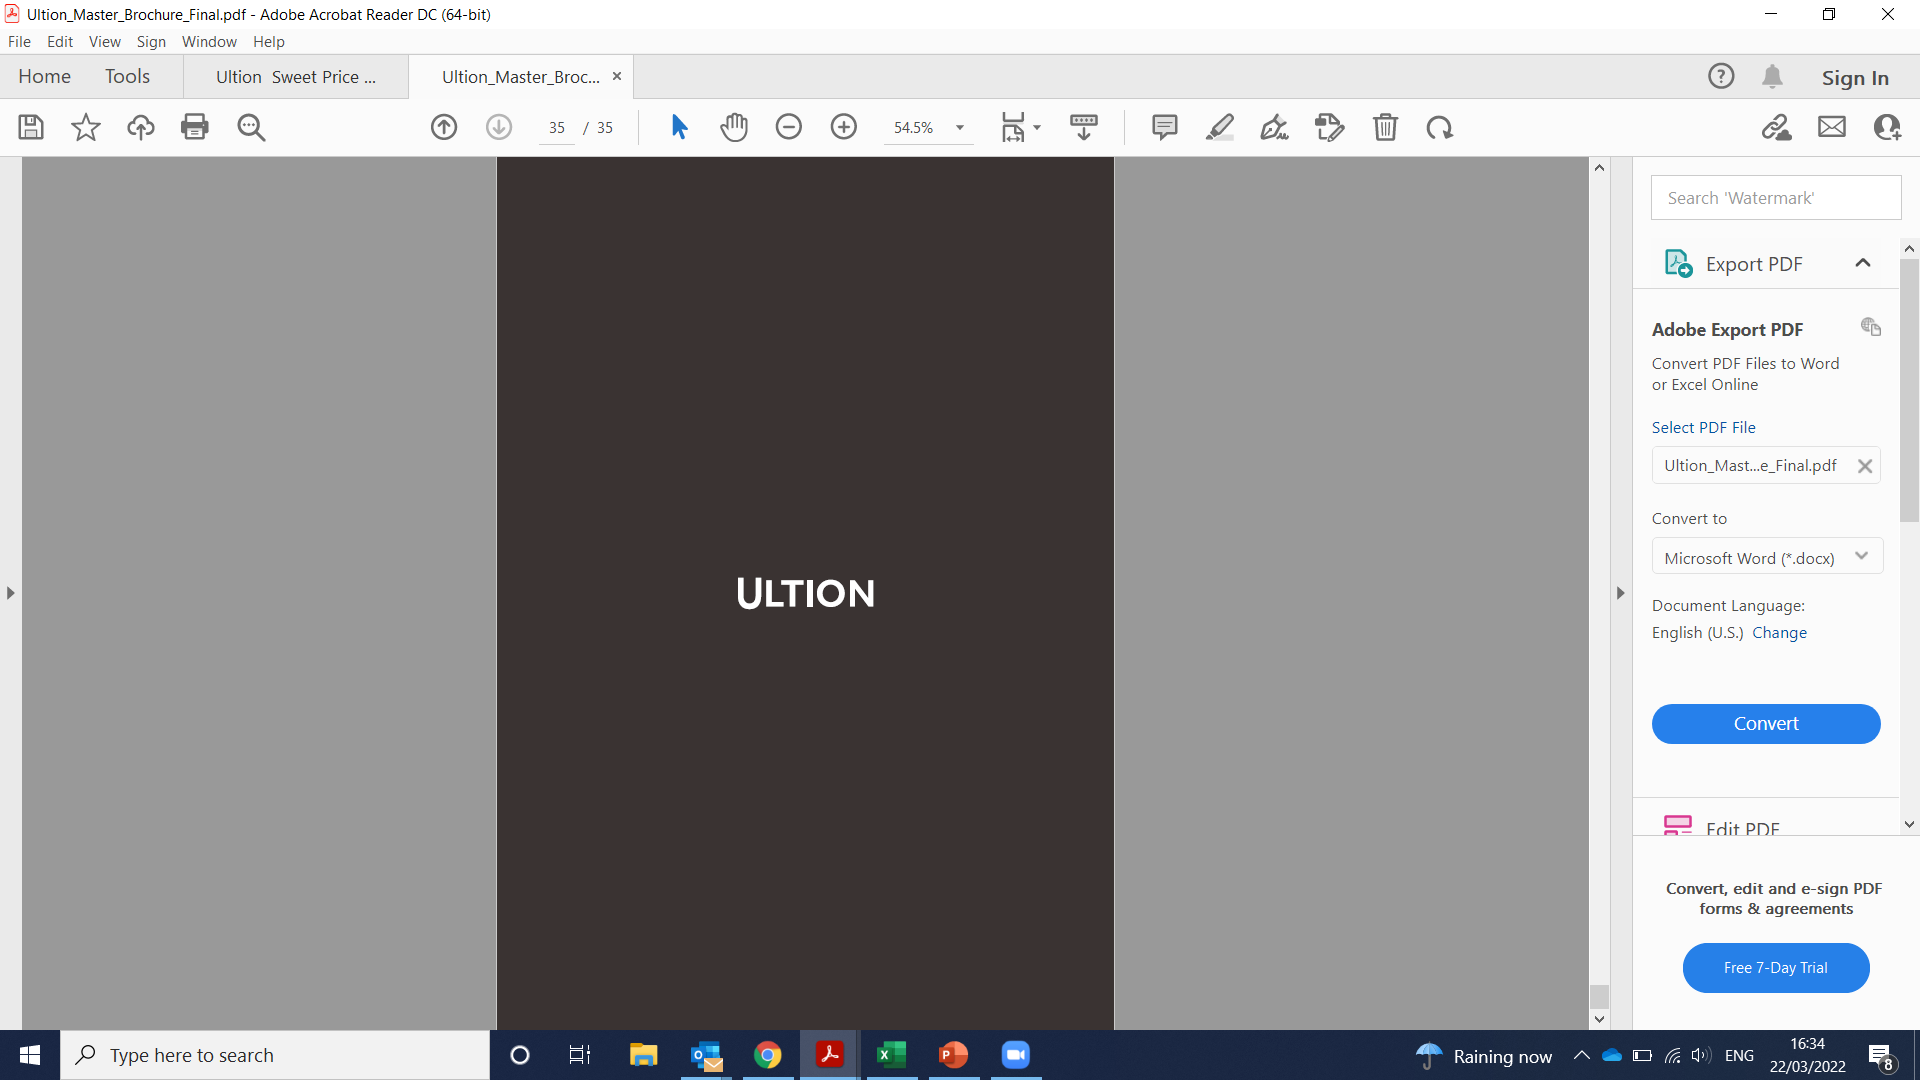 Ultion_Master_Brochure_Final.pdf - Adobe Acrobat Reader DC (64-bit)
File Edit View Sign Window Help
Home Tools Ultion Sweet Price ... Ultion_Master_Broc... Sign In
35 / 35 54.5%
Search 'Watermark'
Export PDF
Adobe Export PDF
Convert PDF Files to Word
or Excel Online
Select PDF File
Ultion_Mast...e_Final.pdf
Convert to
Microsoft Word (*.docx)
Document Language:
English (U.S.) Change
Convert
Edit PDF
Convert, edit and e-sign PDF
forms & agreements
Free 7-Day Trial
ULTION
Type here to search
Raining now
ENG
16:34
22/03/2022
8